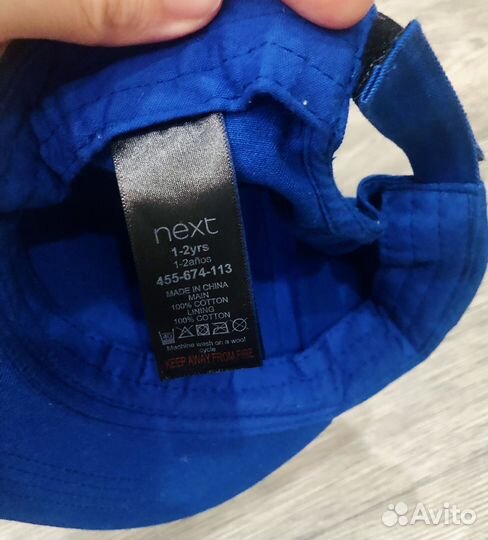 next
1-2yrs
1-2años
455-674-113
MADE IN CHINA
MAIN
100% COTTON
LINING
100% COTTON
Machine wash on a wool
cycle
KEEP AWAY FROM FIRE
Avito